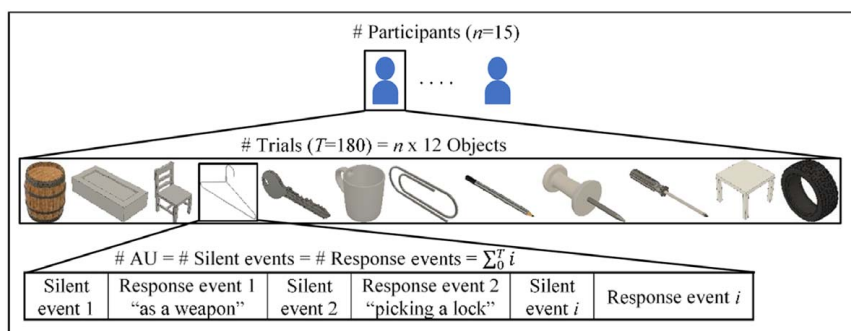 # Participants (n=15)
. . . .
# Trials (T=180) = n x 12 Objects
# AU = # Silent events = # Response events = ∑₀ᵀ i
Silent event 1
Response event 1 “as a weapon”
Silent event 2
Response event 2 “picking a lock”
Silent event i
Response event i